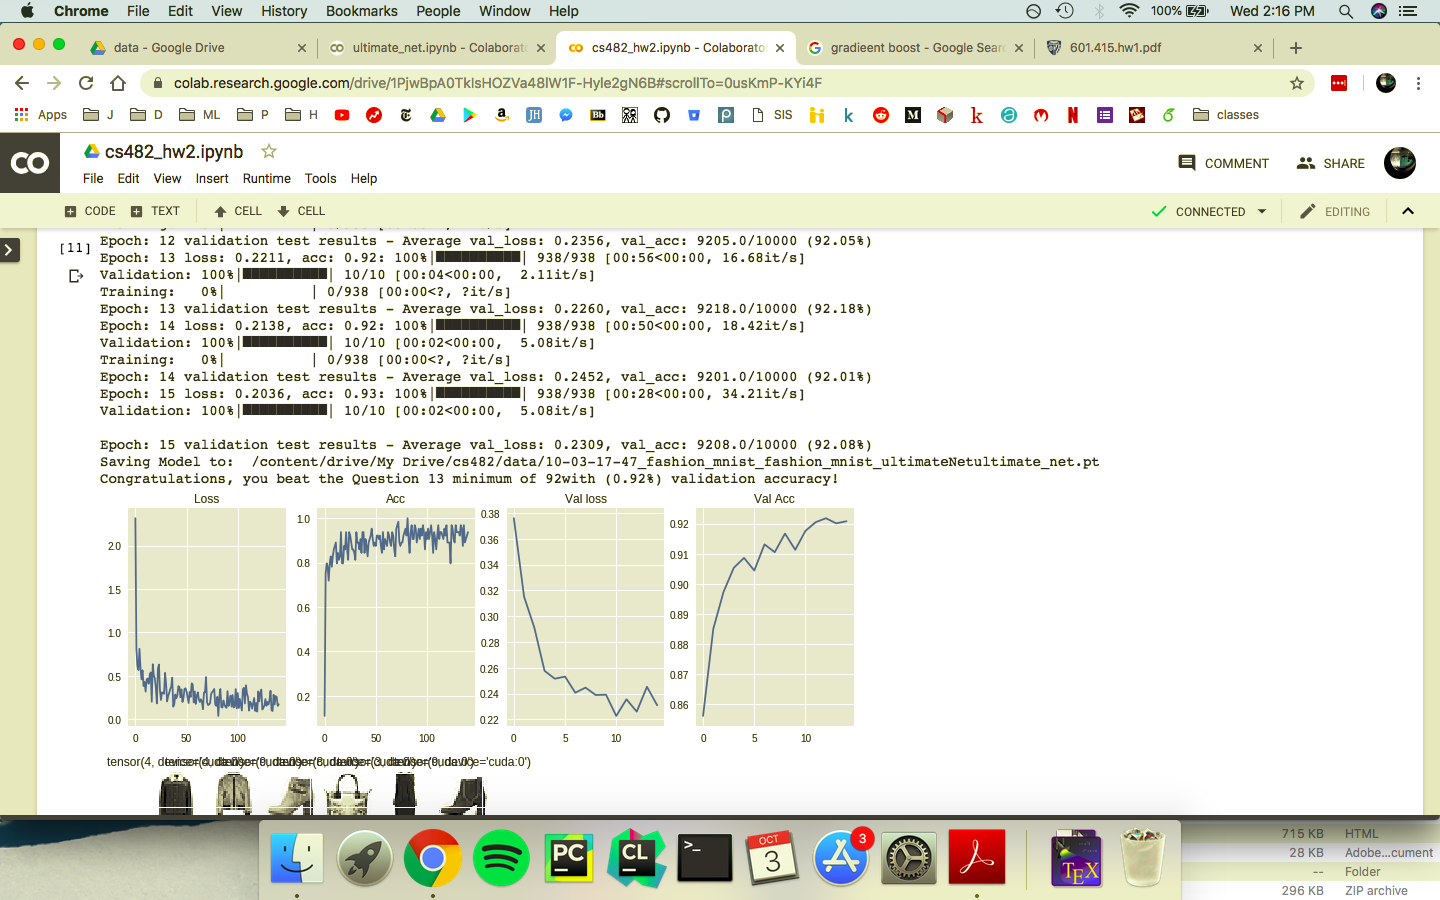 Chrome File Edit View History Bookmarks People Window Help 100% Wed 2:16 PM
data - Google Drive ultimate_net.ipynb - Colaborato cs482_hw2.ipynb - Colaborato gradieent boost - Google Sear 601.415.hw1.pdf
colab.research.google.com/drive/1PjwBpA0TklsHOZVa48lW1F-Hyle2gN6B#scrollTo=0usKmP-KYi4F
Apps J D ML P H SIS classes
cs482_hw2.ipynb
COMMENT SHARE
File Edit View Insert Runtime Tools Help
CODE TEXT CELL CELL CONNECTED EDITING
[11]
Epoch: 12 validation test results - Average val_loss: 0.2356, val_acc: 9205.0/10000 (92.05%)
Epoch: 13 loss: 0.2211, acc: 0.92: 100%|██████████| 938/938 [00:56<00:00, 16.68it/s]
Validation: 100%|██████████| 10/10 [00:04<00:00,  2.11it/s]
Training:   0%|          | 0/938 [00:00<?, ?it/s]
Epoch: 13 validation test results - Average val_loss: 0.2260, val_acc: 9218.0/10000 (92.18%)
Epoch: 14 loss: 0.2138, acc: 0.92: 100%|██████████| 938/938 [00:50<00:00, 18.42it/s]
Validation: 100%|██████████| 10/10 [00:02<00:00,  5.08it/s]
Training:   0%|          | 0/938 [00:00<?, ?it/s]
Epoch: 14 validation test results - Average val_loss: 0.2452, val_acc: 9201.0/10000 (92.01%)
Epoch: 15 loss: 0.2036, acc: 0.93: 100%|██████████| 938/938 [00:28<00:00, 34.21it/s]
Validation: 100%|██████████| 10/10 [00:02<00:00,  5.08it/s]
Epoch: 15 validation test results - Average val_loss: 0.2309, val_acc: 9208.0/10000 (92.08%)
Saving Model to:  /content/drive/My Drive/cs482/data/10-03-17-47_fashion_mnist_fashion_mnist_ultimateNetultimate_net.pt
Congratulations, you beat the Question 13 minimum of 92with (0.92%) validation accuracy!
Loss Acc Val loss Val Acc
2.0
1.5
1.0
0.5
0.0
0 50 100
1.0
0.8
0.6
0.4
0.2
0 50 100
0.38
0.36
0.34
0.32
0.30
0.28
0.26
0.24
0.22
0 5 10
0.92
0.91
0.90
0.89
0.88
0.87
0.86
0 5 10
tensor(4, device='cuda:0')
715 KB HTML
28 KB Adobe...cument
-- Folder
296 KB ZIP archive
PC CL >_ OCT 3 3 TEX